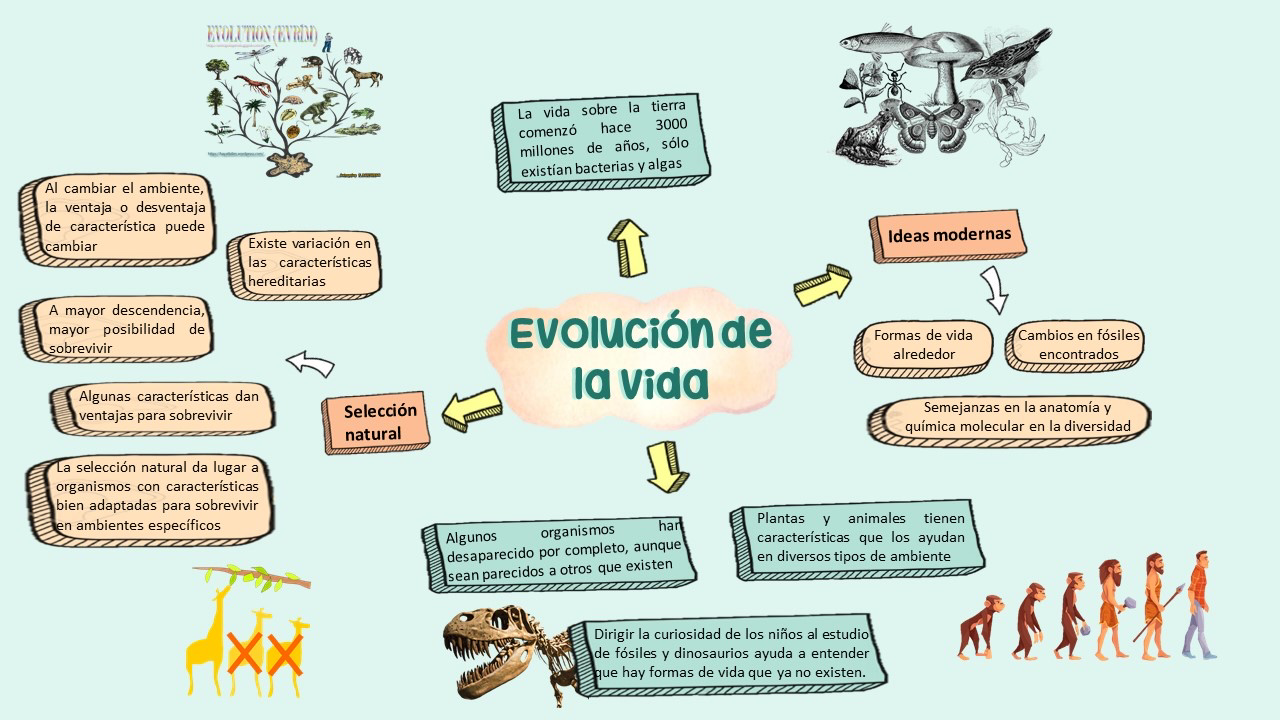 EVOLUTION (EVRİM)
La vida sobre la tierra
comenzó hace 3000
millones de años, sólo
existían bacterias y algas
Al cambiar el ambiente,
la ventaja o desventaja
de característica puede
cambiar
Existe variación en
las características
hereditarias
A mayor descendencia,
mayor posibilidad de
sobrevivir
Algunas características dan
ventajas para sobrevivir
La selección natural da lugar a
organismos con características
bien adaptadas para sobrevivir
en ambientes específicos
Selección
natural
Evolución de
la vida
Ideas modernas
Formas de vida
alrededor
Cambios en fósiles
encontrados
Semejanzas en la anatomía y
química molecular en la diversidad
Algunos organismos han
desaparecido por completo, aunque
sean parecidos a otros que existen
Plantas y animales tienen
características que los ayudan
en diversos tipos de ambiente
Dirigir la curiosidad de los niños al estudio
de fósiles y dinosaurios ayuda a entender
que hay formas de vida que ya no existen.